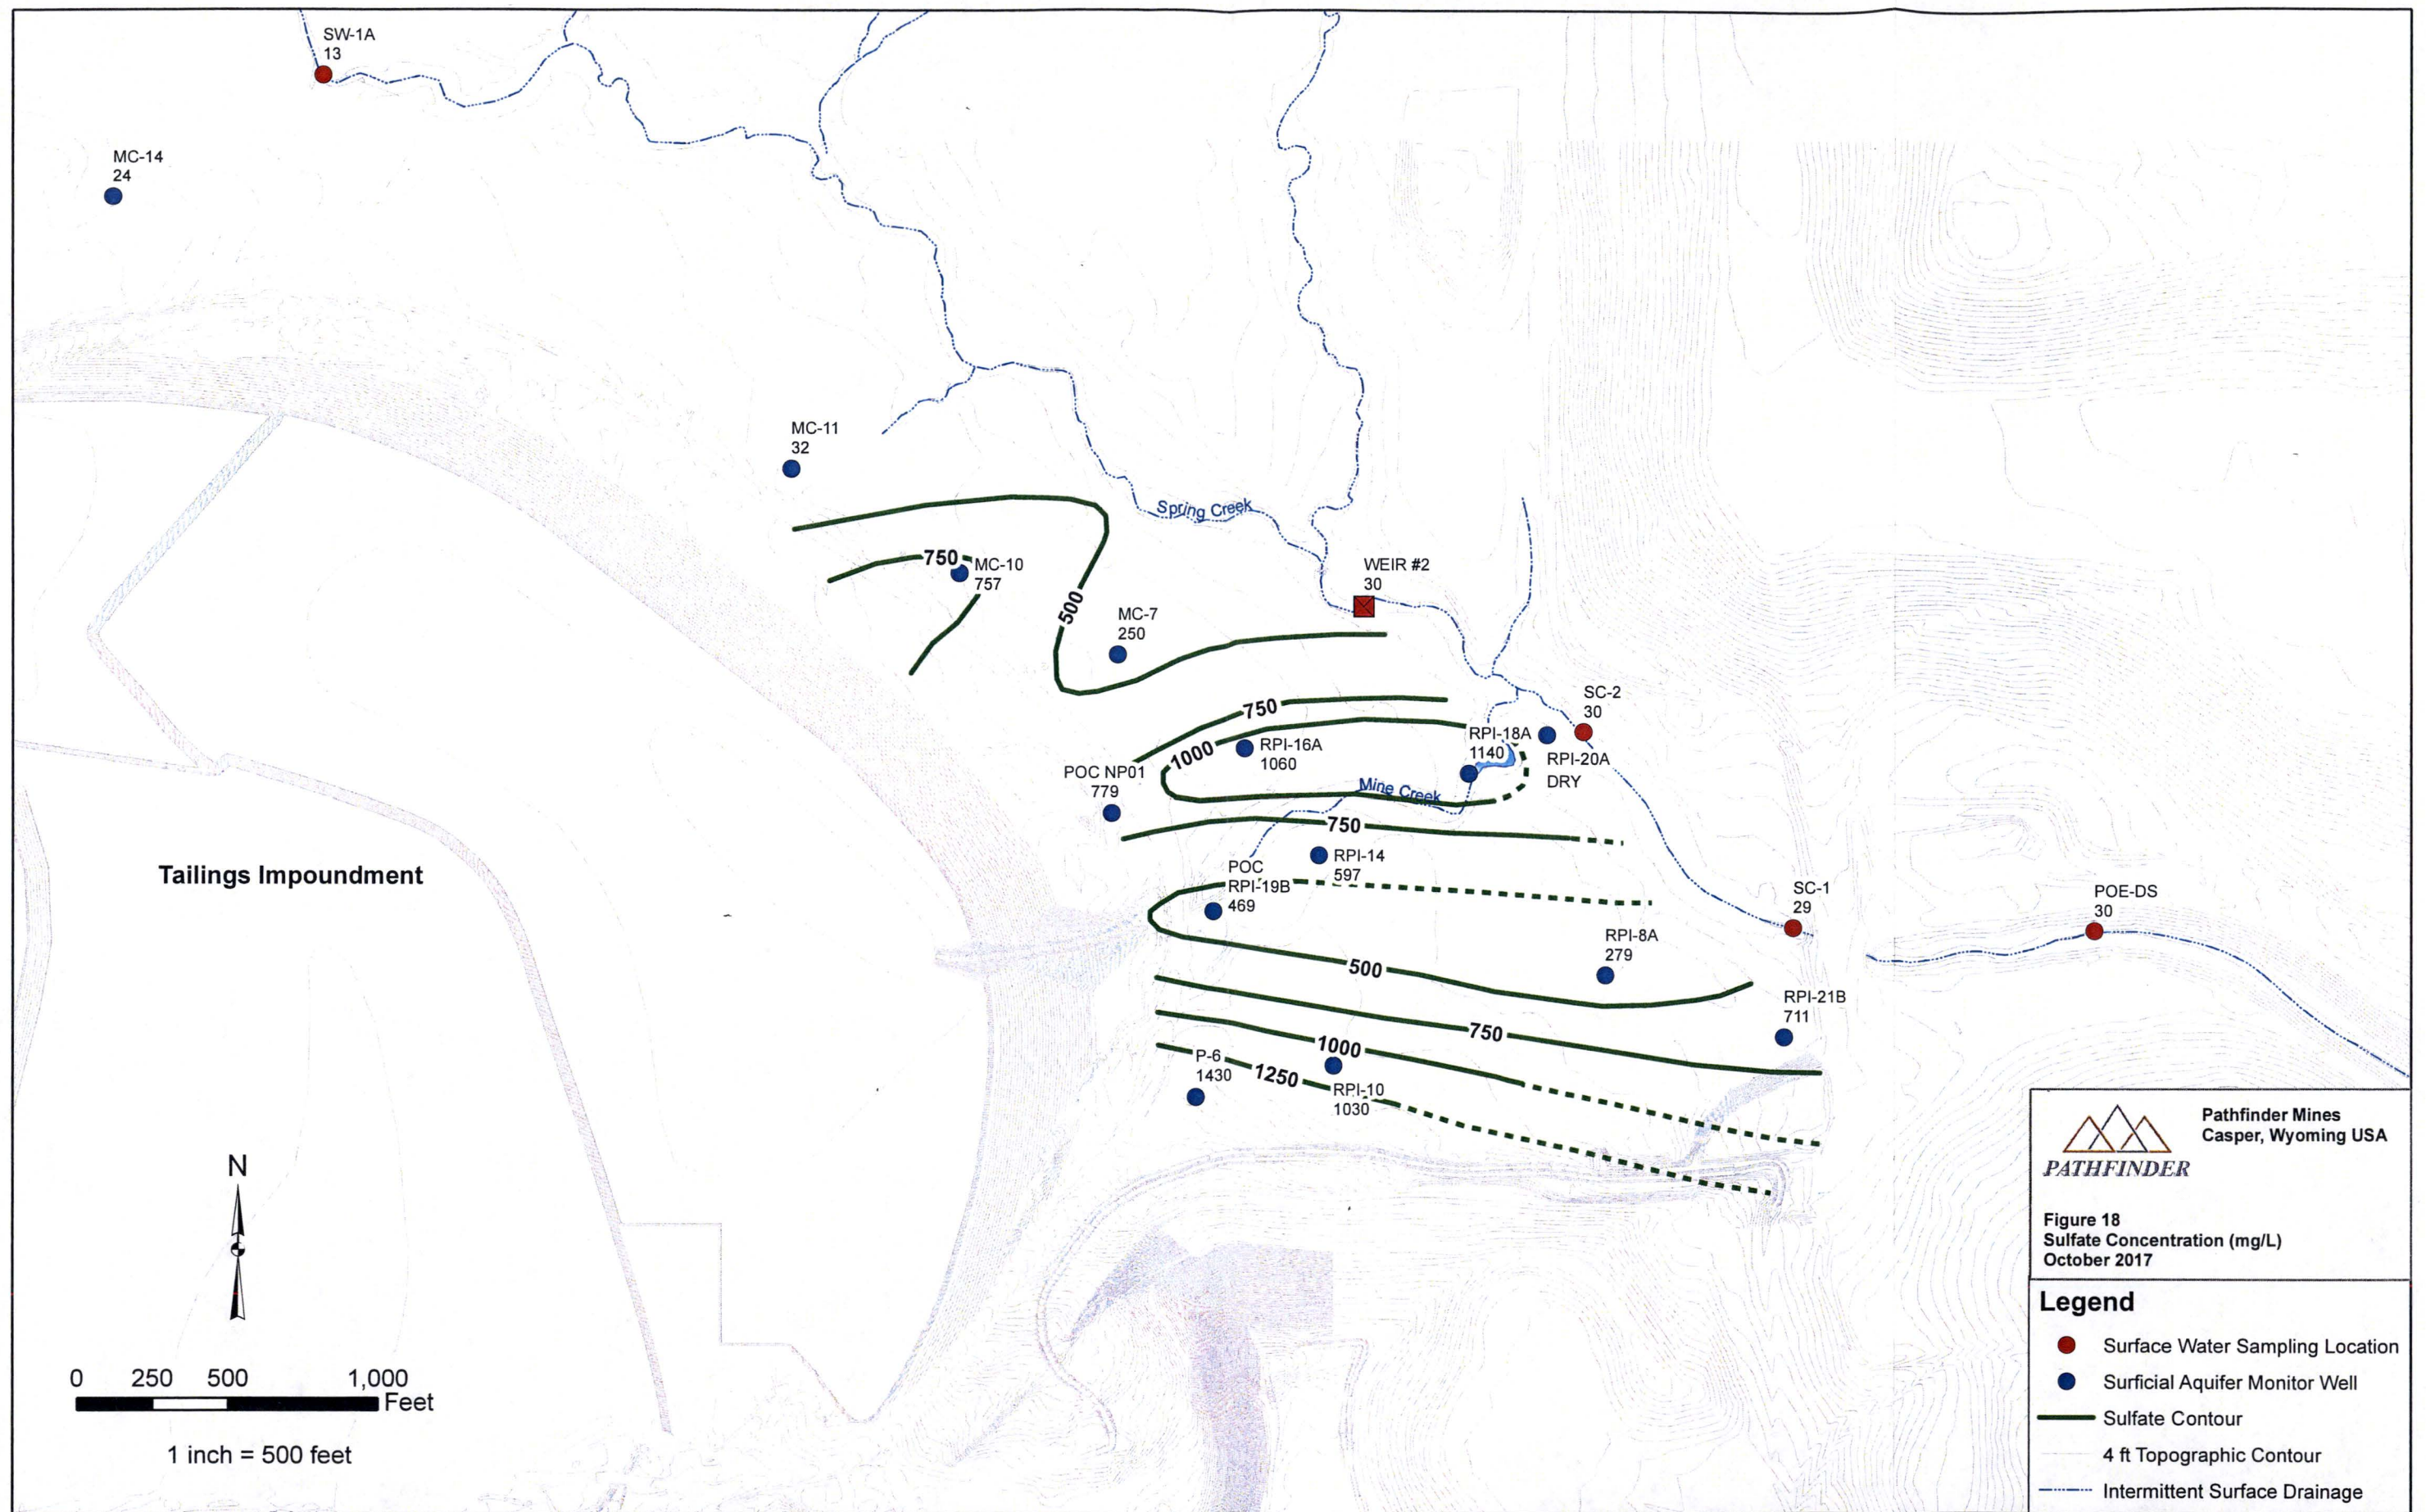 SW-1A
13
MC-14
24
MC-11
32
750
MC-10
757
500
MC-7
250
Spring Creek
WEIR #2
30
SC-2
30
750
1000
RPI-16A
1060
RPI-18A
1140
RPI-20A
DRY
POC NP01
779
Mine Creek
750
RPI-14
597
POC
RPI-19B
469
SC-1
29
POE-DS
30
RPI-8A
279
500
RPI-21B
711
750
1000
P-6
1430
1250
RPI-10
1030
Tailings Impoundment
N
0 250 500 1,000
Feet
1 inch = 500 feet
PATHFINDER
Pathfinder Mines
Casper, Wyoming USA
Figure 18
Sulfate Concentration (mg/L)
October 2017
Legend
Surface Water Sampling Location
Surficial Aquifer Monitor Well
Sulfate Contour
4 ft Topographic Contour
Intermittent Surface Drainage